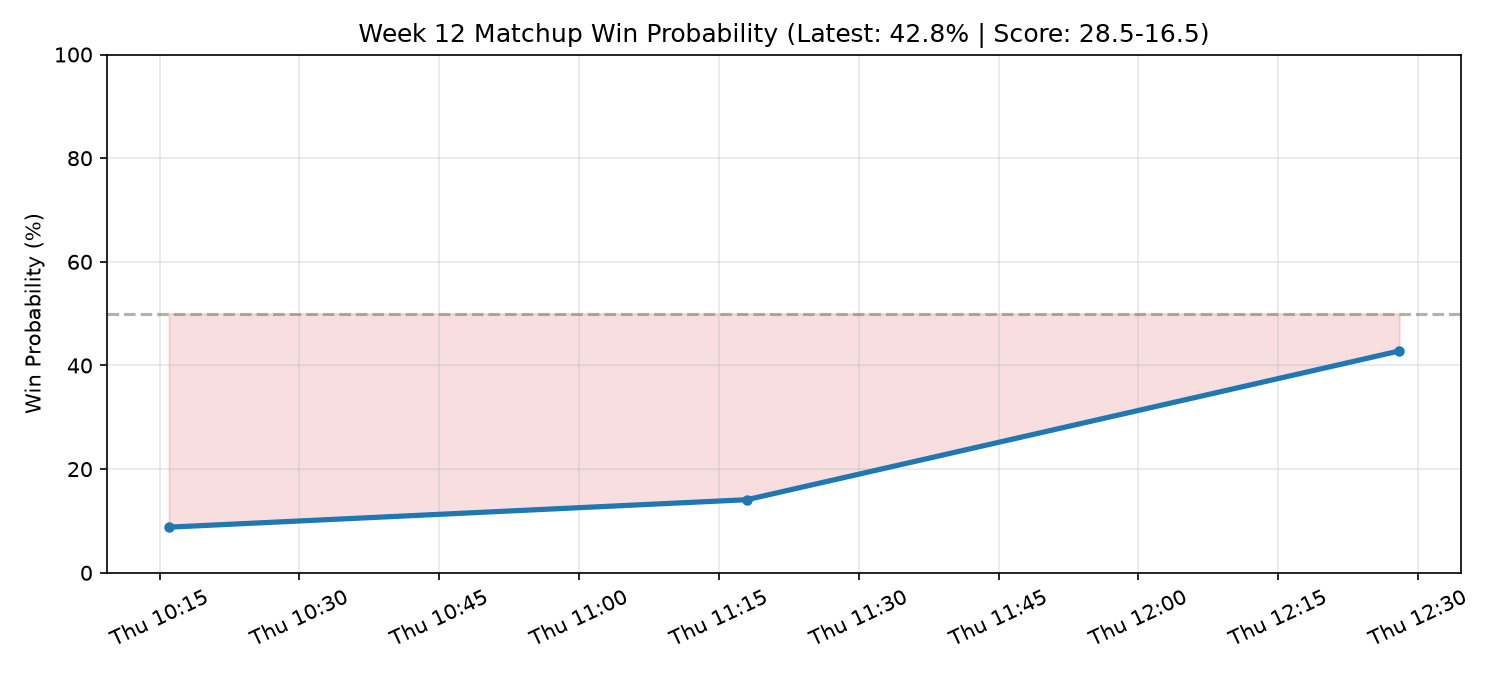 Week 12 Matchup Win Probability (Latest: 42.8% | Score: 28.5-16.5)
Win Probability (%)
100
80
60
40
20
0
Thu 10:15
Thu 10:30
Thu 10:45
Thu 11:00
Thu 11:15
Thu 11:30
Thu 11:45
Thu 12:00
Thu 12:15
Thu 12:30